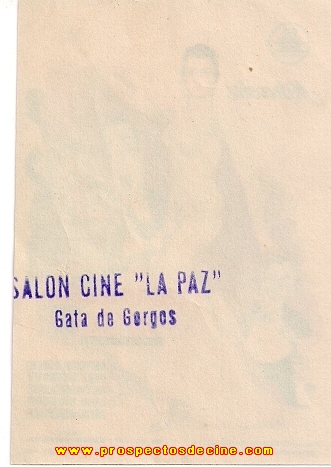 SALON CINE "LA PAZ"
Gata de Gorgos
www.prospectosdecine.com